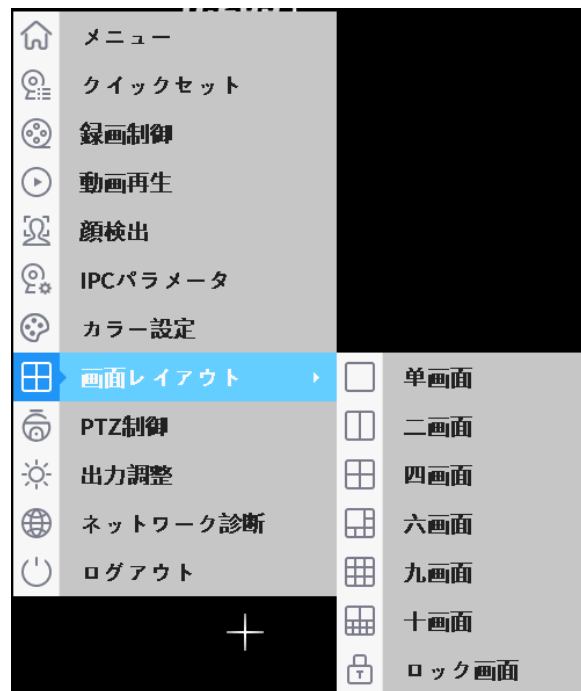 メニュー
クイックセット
録画制御
動画再生
顔検出
IPCパラメータ
カラー設定
画面レイアウト
PTZ制御
出力調整
ネットワーク診断
ログアウト
单画面
二画面
四画面
六画面
九画面
十画面
ロック画面